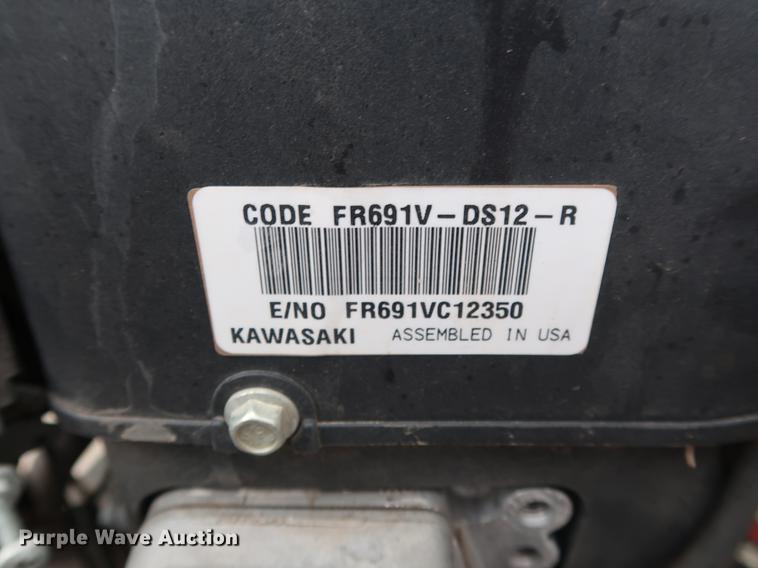 CODE FR691V-DS12-R
E/NO FR691VC12350
KAWASAKI ASSEMBLED IN USA
Purple Wave Auction